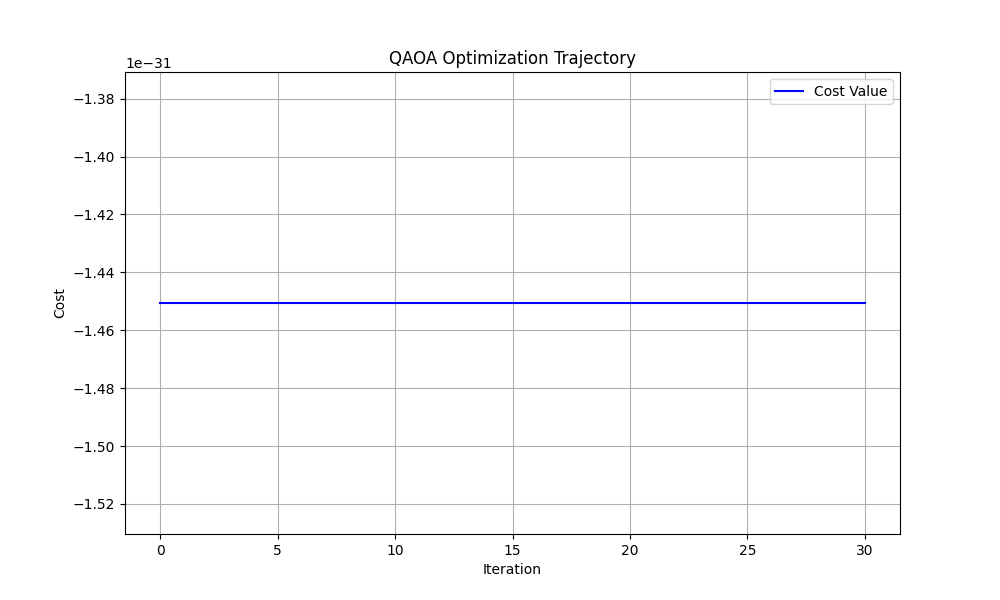 QAOA Optimization Trajectory
1e−31
Cost Value
−1.38
−1.40
−1.42
−1.44
−1.46
−1.48
−1.50
−1.52
Cost
0 5 10 15 20 25 30
Iteration